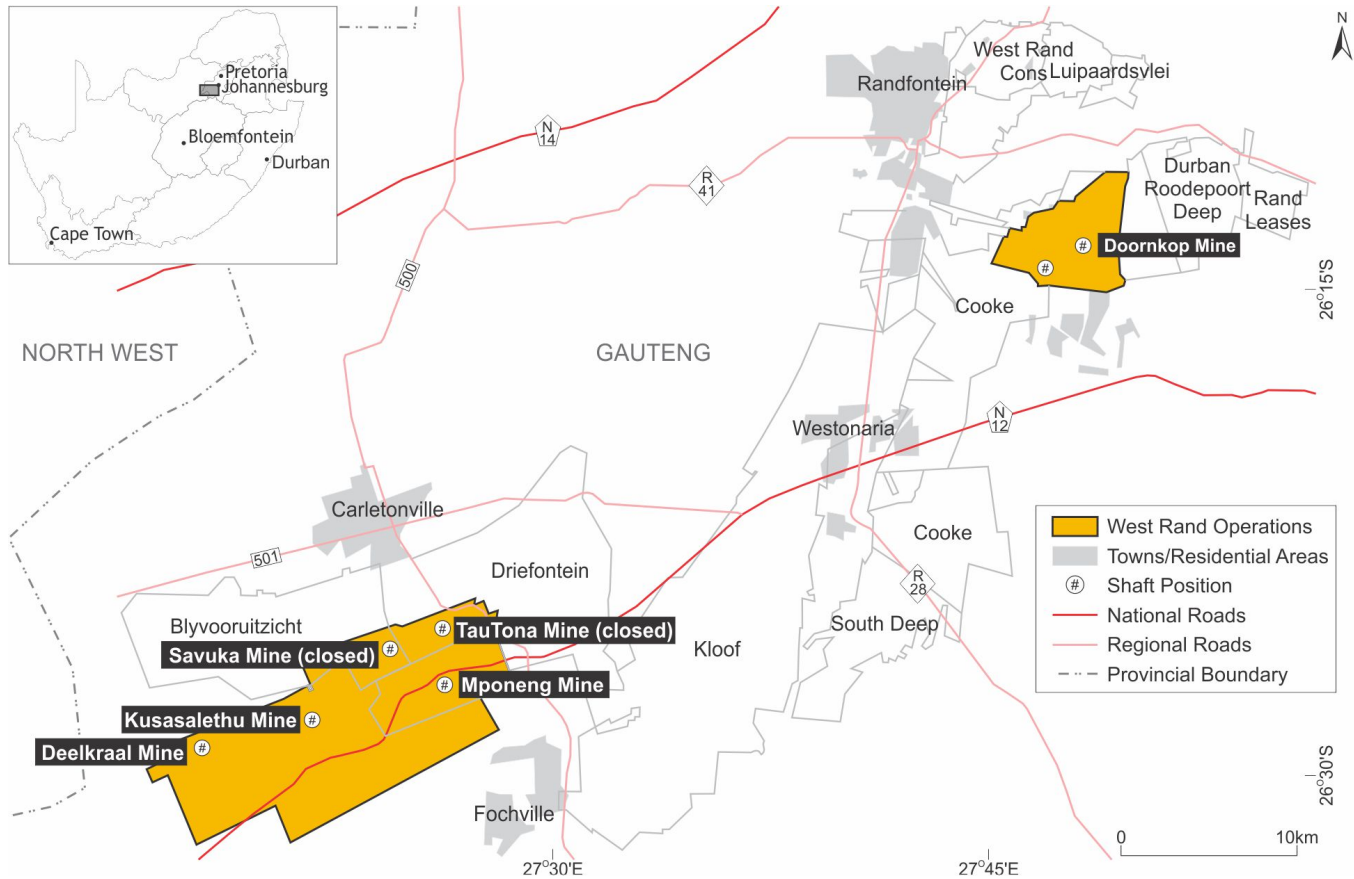 Pretoria
Johannesburg
Bloemfontein
Durban
Cape Town
N
N
14
R
41
500
Randfontein
West Rand
Cons
Luipaardsvlei
Durban
Roodepoort
Deep
Rand
Leases
# Doornkop Mine
#
26°15'S
Cooke
NORTH WEST
GAUTENG
N
12
Westonaria
Carletonville
501
Driefontein
Cooke
R
28
South Deep
Kloof
Blyvooruitzicht
# TauTona Mine (closed)
Savuka Mine (closed) #
# Mponeng Mine
Kusasalethu Mine #
Deelkraal Mine #
Fochville
West Rand Operations
Towns/Residential Areas
# Shaft Position
National Roads
Regional Roads
Provincial Boundary
26°30'S
0 10km
27°30'E
27°45'E